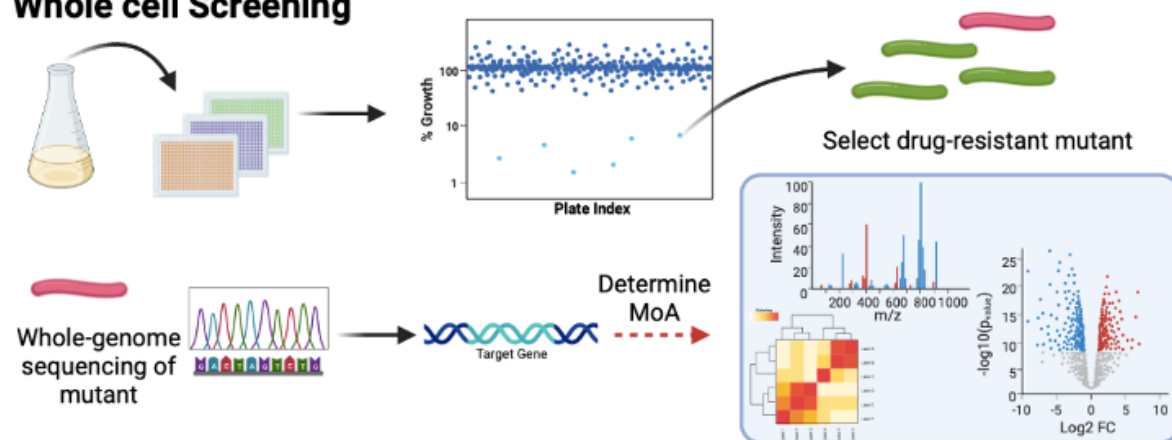 Whole cell Screening
% Growth
100
10
1
Plate Index
Select drug-resistant mutant
Whole-genome
sequencing of
mutant
G A C T A G T C T G
Target Gene
Determine
MoA
Intensity
100
80
60
40
20
0
200 400 600 800 1000
m/z
-log10(pvalue)
25
20
15
10
5
0
-10 -5 0 5 10
Log2 FC